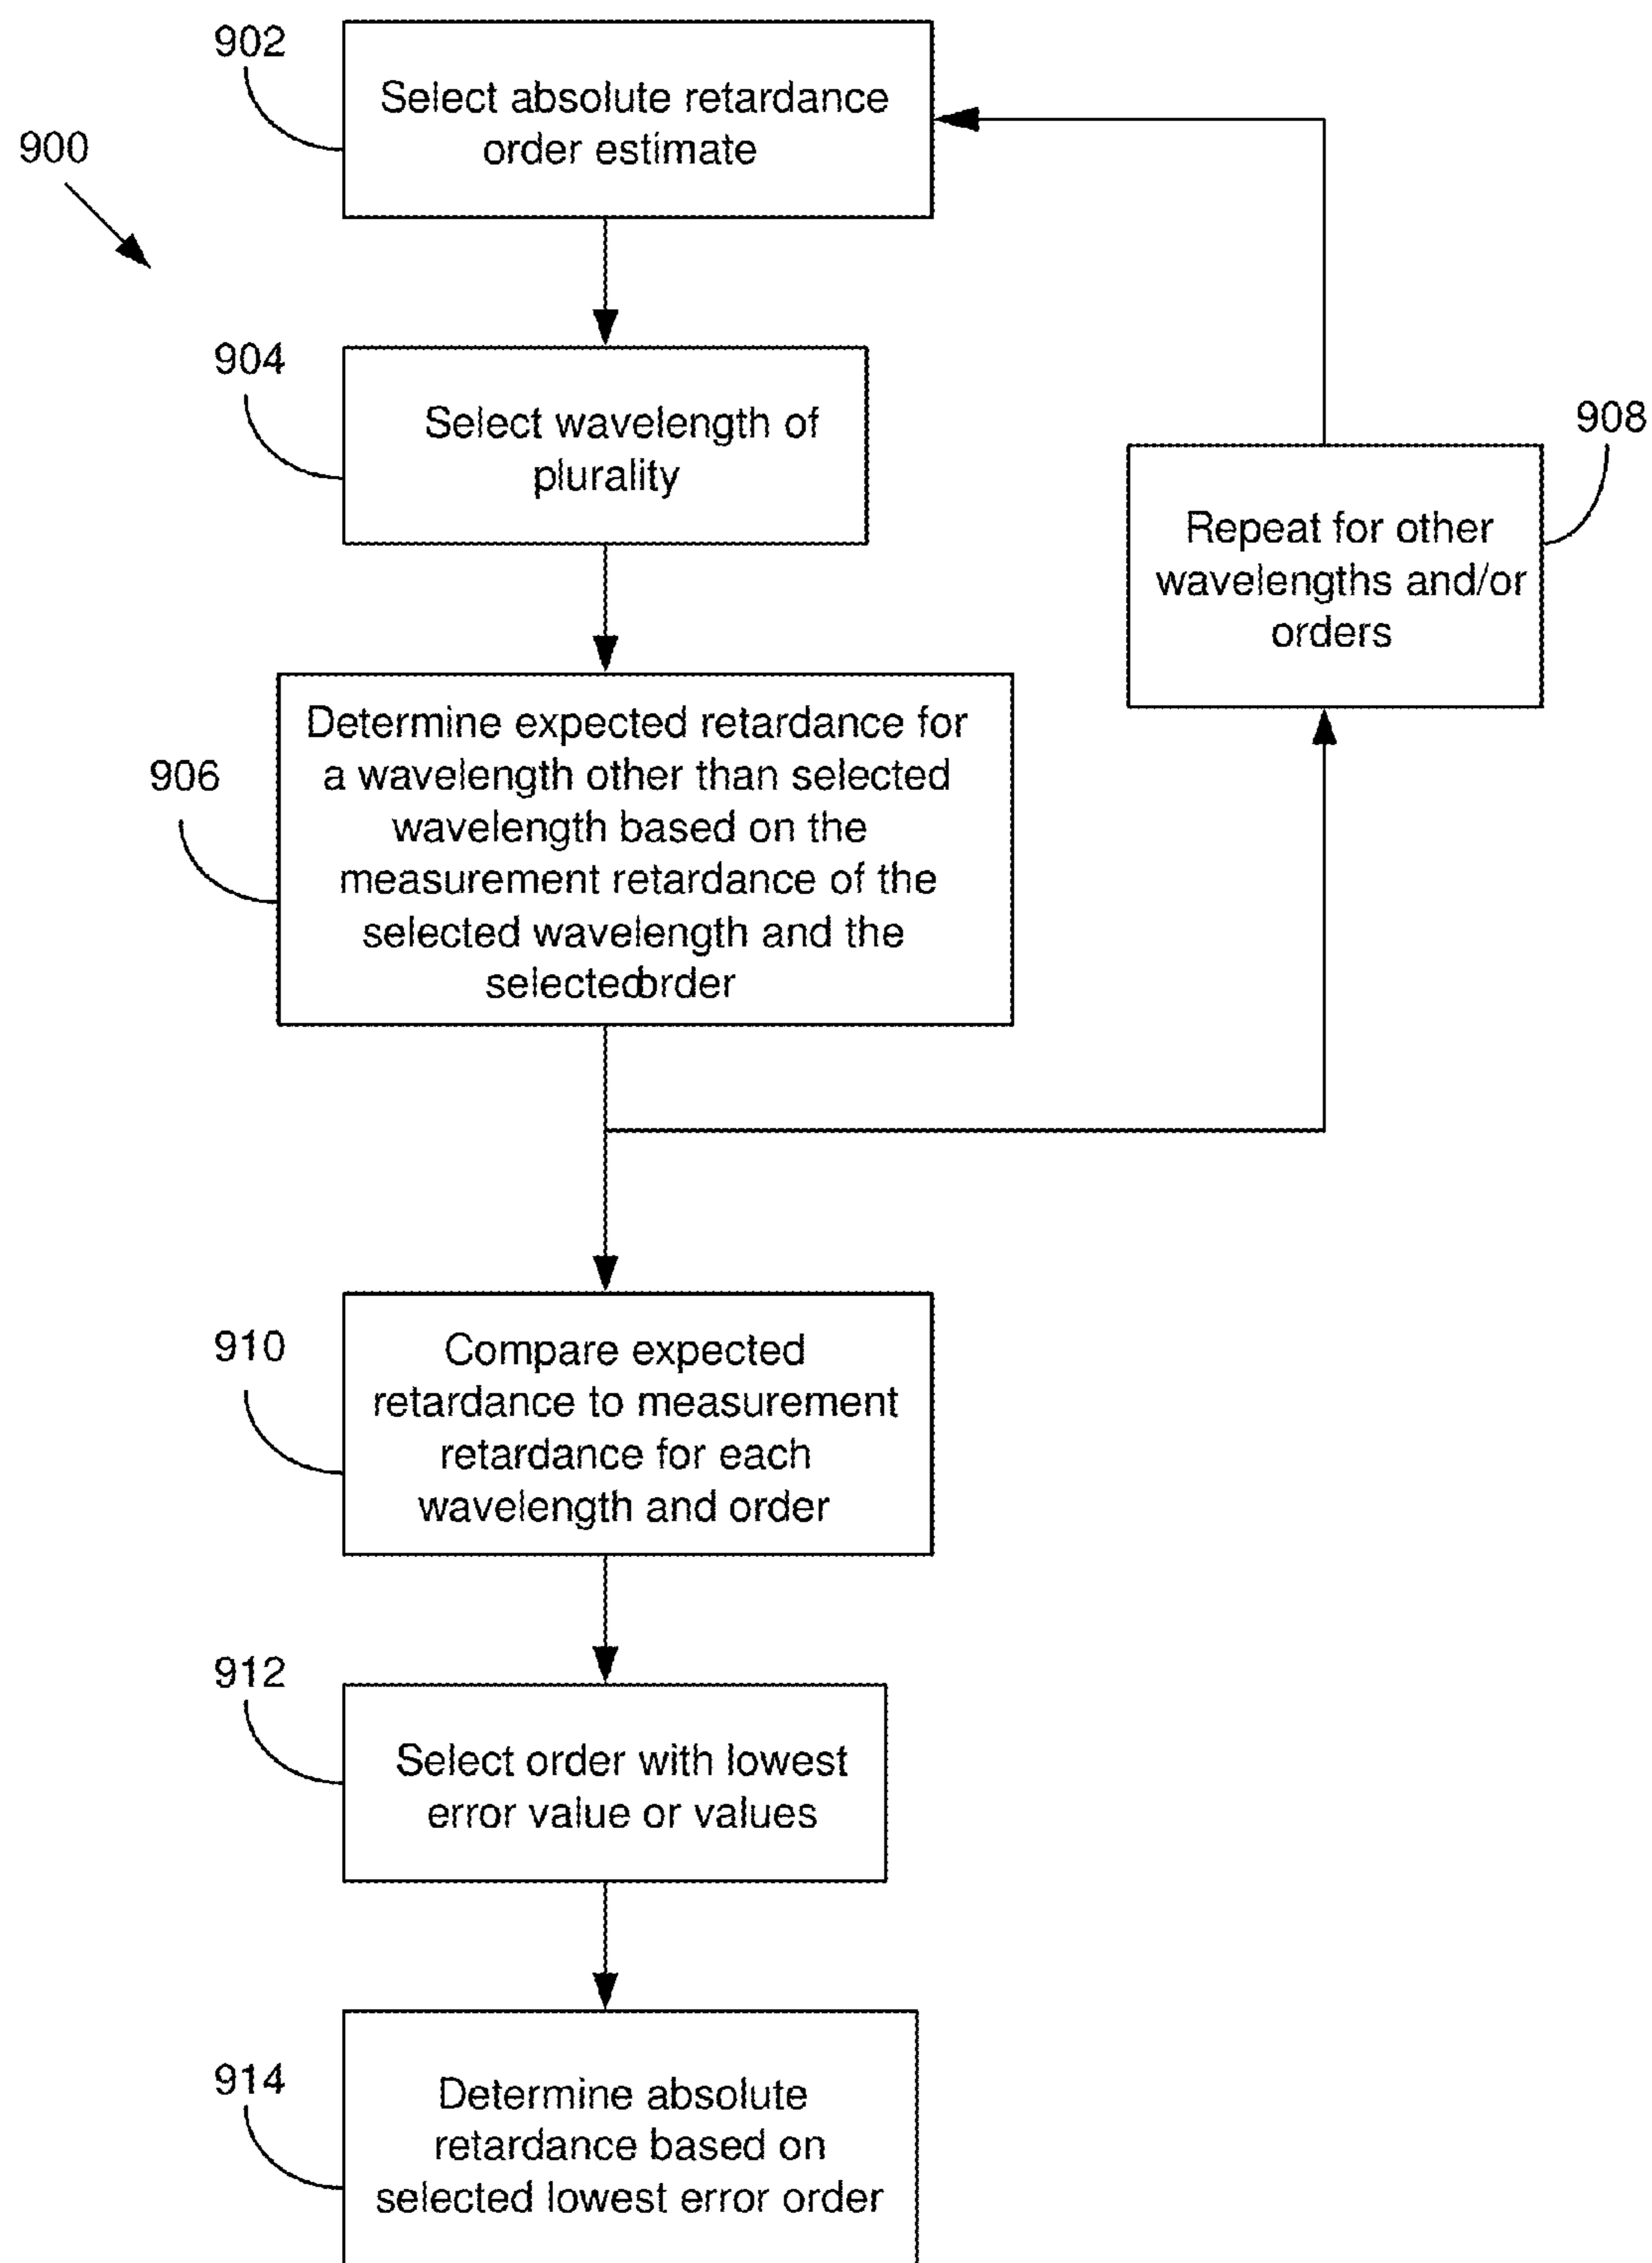 902
Select absolute retardance
order estimate
900
904
Select wavelength of
plurality
908
Repeat for other
wavelengths and/or
orders
906
Determine expected retardance for
a wavelength other than selected
wavelength based on the
measurement retardance of the
selected wavelength and the
selected order
910
Compare expected
retardance to measurement
retardance for each
wavelength and order
912
Select order with lowest
error value or values
914
Determine absolute
retardance based on
selected lowest error order